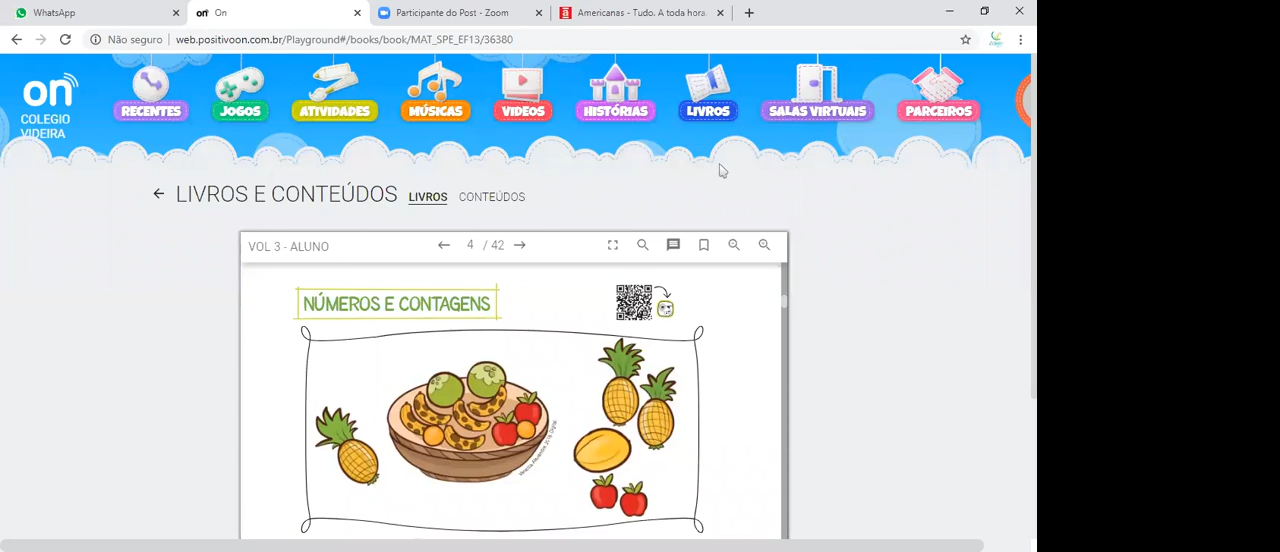 WhatsApp
On
Participante do Post - Zoom
Americanas - Tudo. A toda hora.
Não seguro
web.positivoon.com.br/Playground#/books/book/MAT_SPE_EF13/36380
on
COLEGIO
VIDEIRA
RECENTES
JOGOS
ATIVIDADES
MÚSICAS
VIDEOS
HISTÓRIAS
LIVROS
SALAS VIRTUAIS
PARCEIROS
LIVROS E CONTEÚDOS
LIVROS
CONTEÚDOS
VOL 3 - ALUNO
4 / 42
NÚMEROS E CONTAGENS